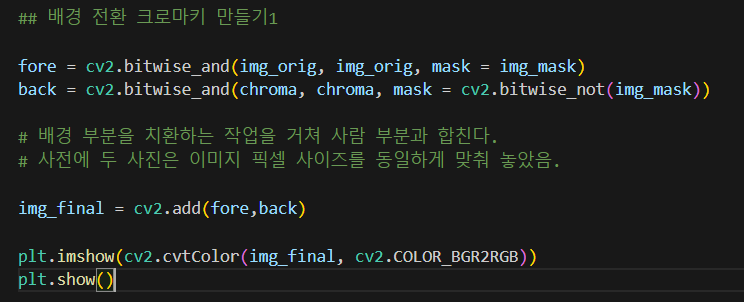 ## 배경 전환 크로마키 만들기1
fore = cv2.bitwise_and(img_orig, img_orig, mask = img_mask)
back = cv2.bitwise_and(chroma, chroma, mask = cv2.bitwise_not(img_mask))
# 배경 부분을 치환하는 작업을 거쳐 사람 부분과 합친다.
# 사전에 두 사진은 이미지 픽셀 사이즈를 동일하게 맞춰 놓았음.
img_final = cv2.add(fore,back)
plt.imshow(cv2.cvtColor(img_final, cv2.COLOR_BGR2RGB))
plt.show()